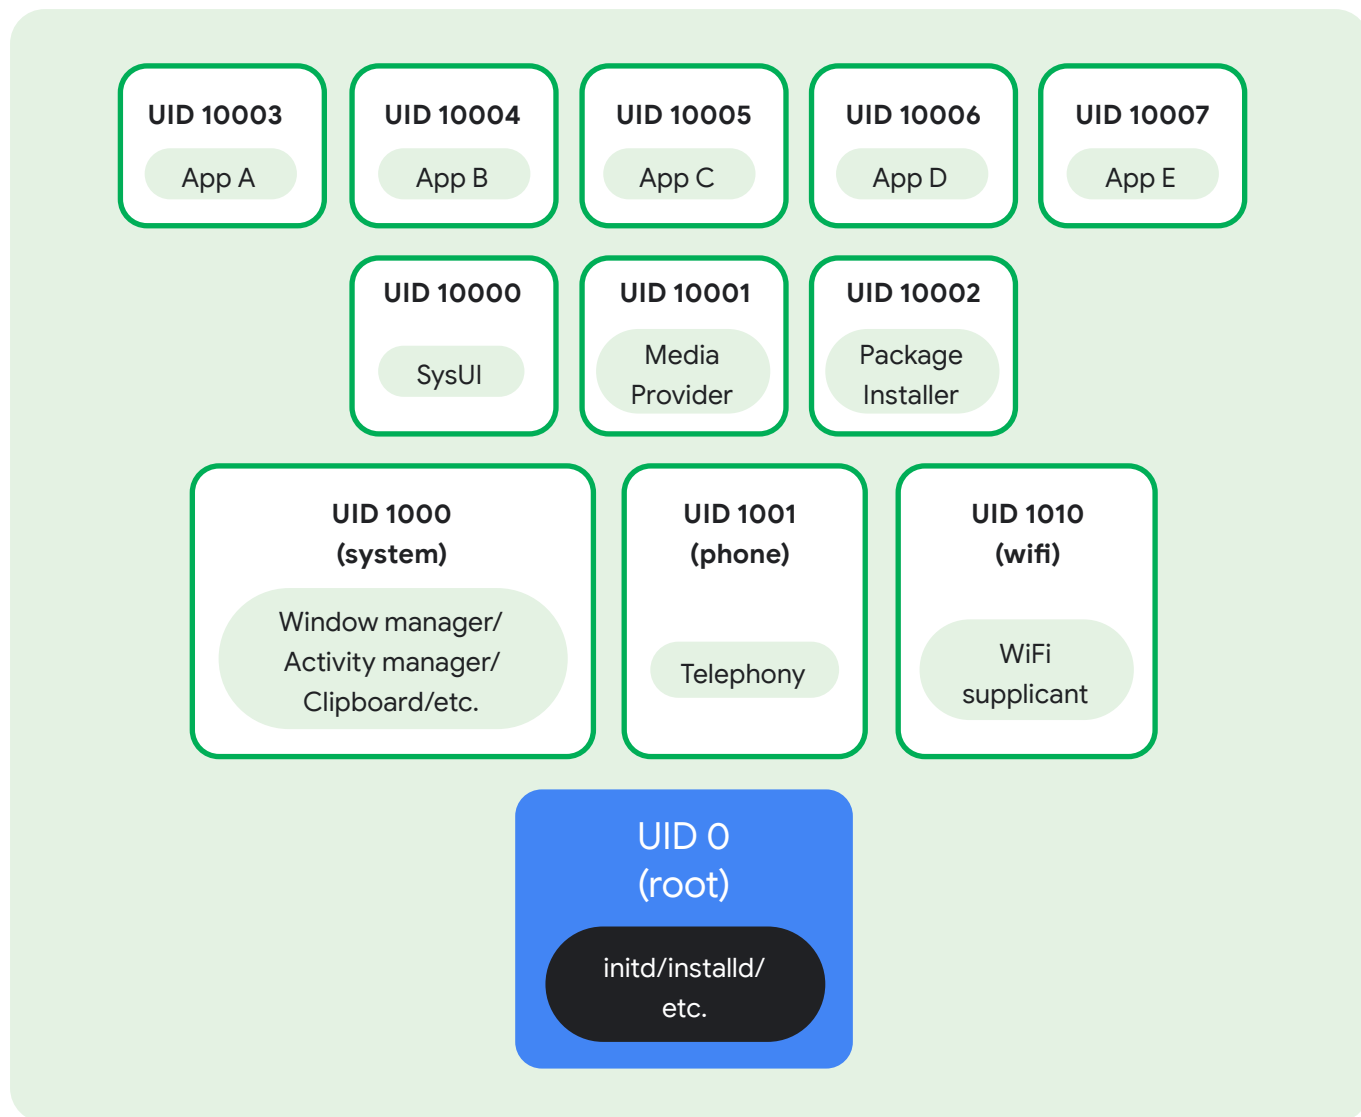 UID 10003
App A
UID 10004
App B
UID 10005
App C
UID 10006
App D
UID 10007
App E
UID 10000
SysUI
UID 10001
Media
Provider
UID 10002
Package
Installer
UID 1000
(system)
Window manager/
Activity manager/
Clipboard/etc.
UID 1001
(phone)
Telephony
UID 1010
(wifi)
WiFi
supplicant
UID 0
(root)
initd/installd/
etc.